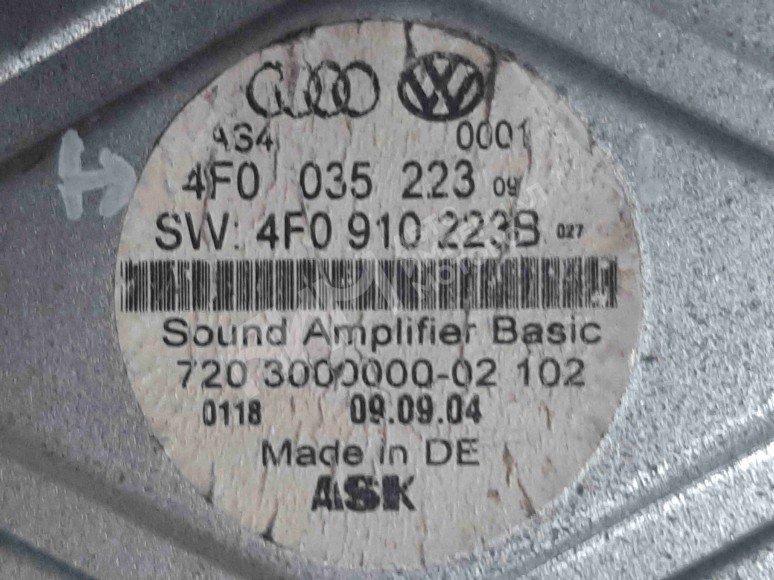 AS4 0001
4F0 035 223 09
SW: 4F0 910 223B 027
Sound Amplifier Basic
720 3000000-02 102
0118 09.09.04
Made in DE
ASK